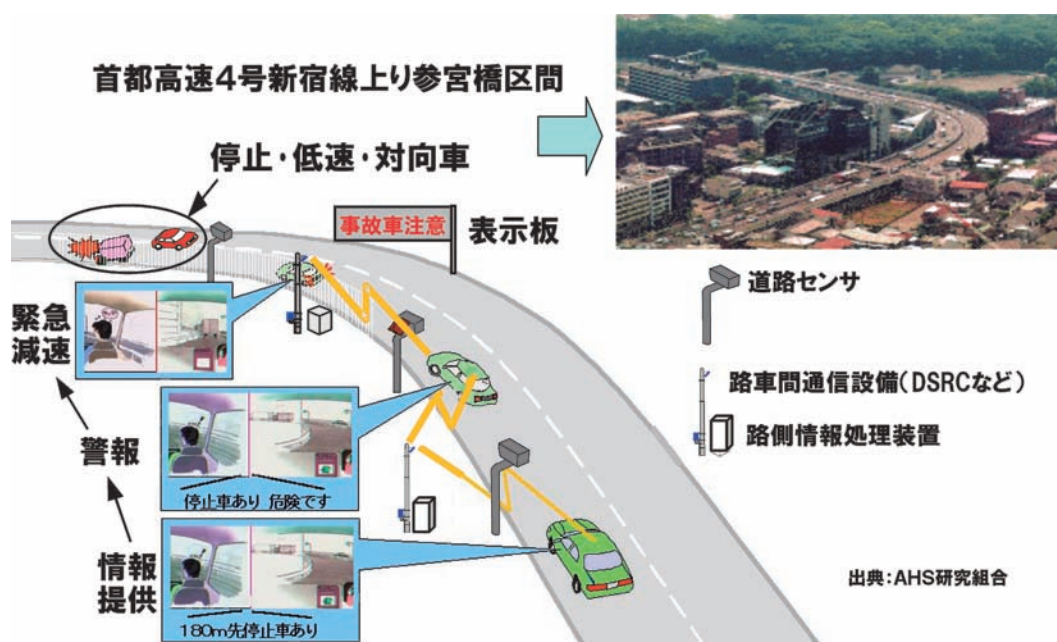 首都高速4号新宿線上り参宮橋区間
停止・低速・対向車
事故車注意
表示板
道路センサ
緊急
減速
路車間通信設備(DSRCなど)
路側情報処理装置
警報
停止車あり 危険です
情報
提供
180m先停止車あり
出典:AHS研究組合